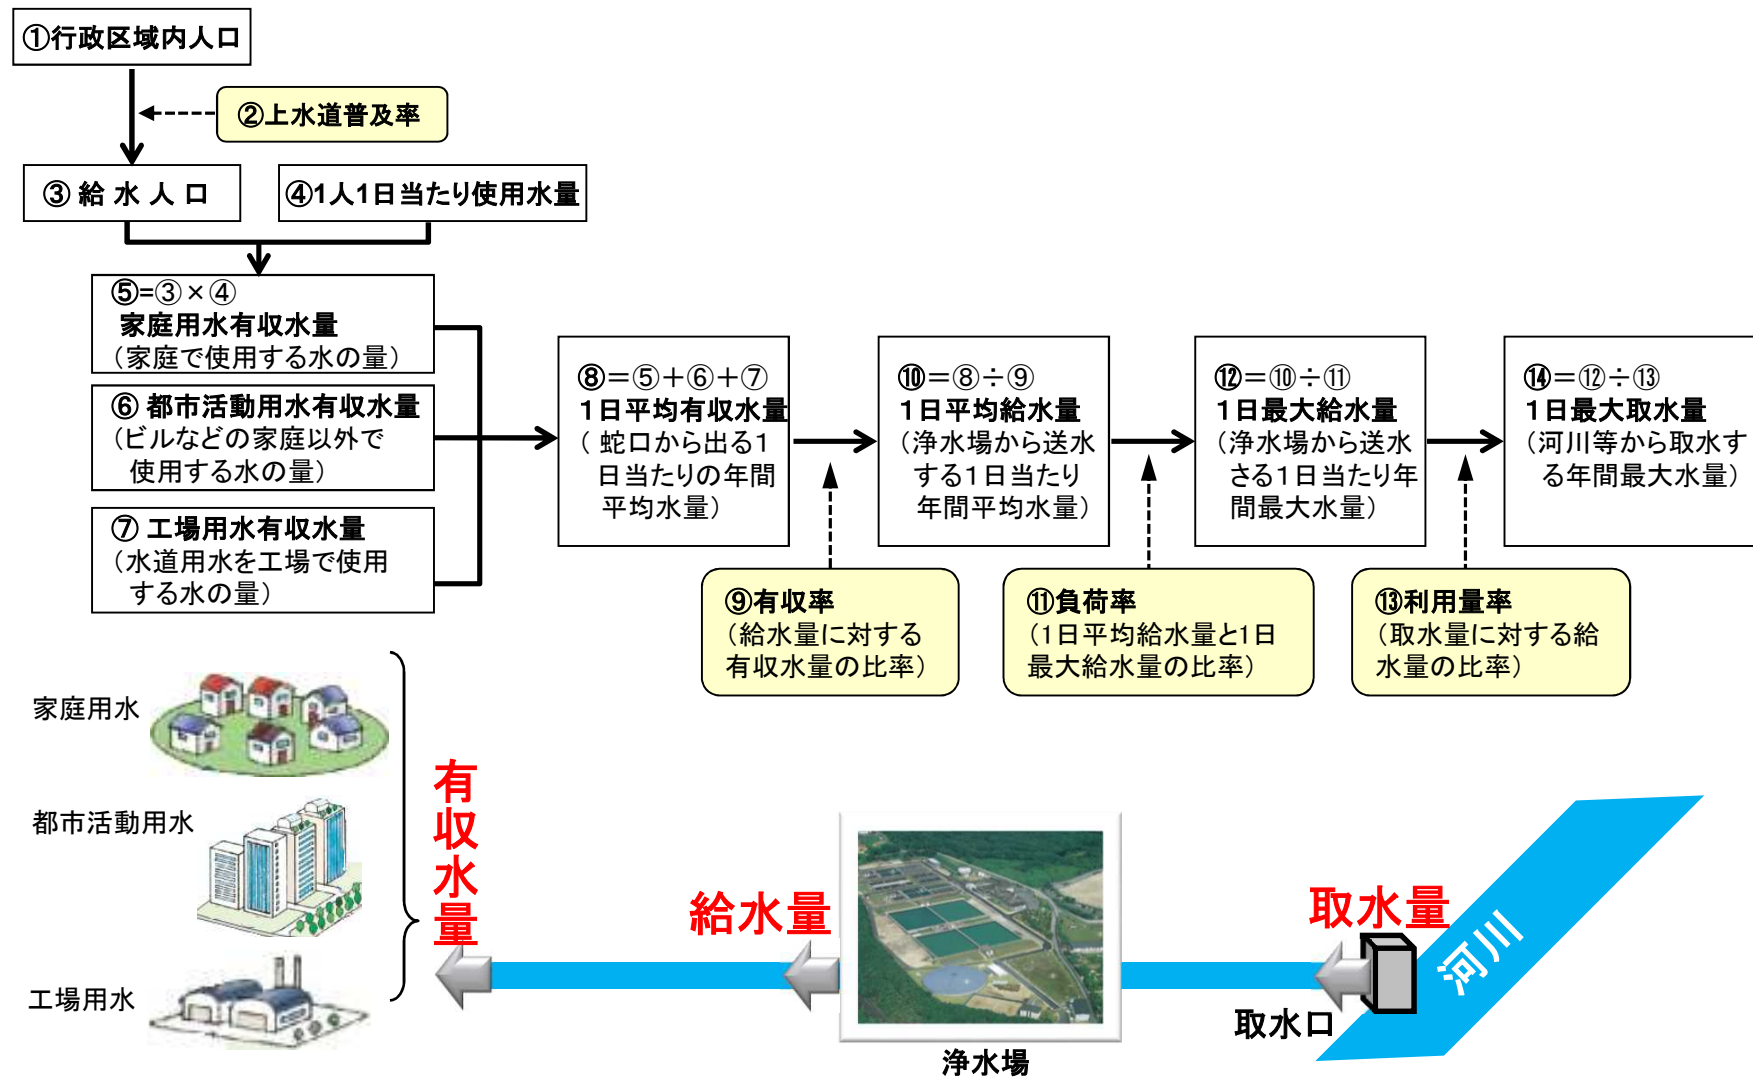 ①行政区域内人口
②上水道普及率
③ 給 水 人 口
④1人1日当たり使用水量
⑤=③×④
家庭用水有収水量
（家庭で使用する水の量）
⑥ 都市活動用水有収水量
（ビルなどの家庭以外で
使用する水の量）
⑦ 工場用水有収水量
（水道用水を工場で使用
する水の量）
⑧＝⑤＋⑥＋⑦
1日平均有収水量
（ 蛇口から出る1
日当たりの年間
平均水量）
⑨有収率
（給水量に対する
有収水量の比率）
⑩＝⑧÷⑨
1日平均給水量
（浄水場から送水
する1日当たり
年間平均水量）
⑪負荷率
（1日平均給水量と1日
最大給水量の比率）
⑫＝⑩÷⑪
1日最大給水量
（浄水場から送水
さる1日当たり年
間最大水量）
⑬利用量率
（取水量に対する給
水量の比率）
⑭＝⑫÷⑬
1日最大取水量
（河川等から取水す
る年間最大水量）
家庭用水
都市活動用水
工場用水
有収水量
給水量
浄水場
取水量
取水口
河川